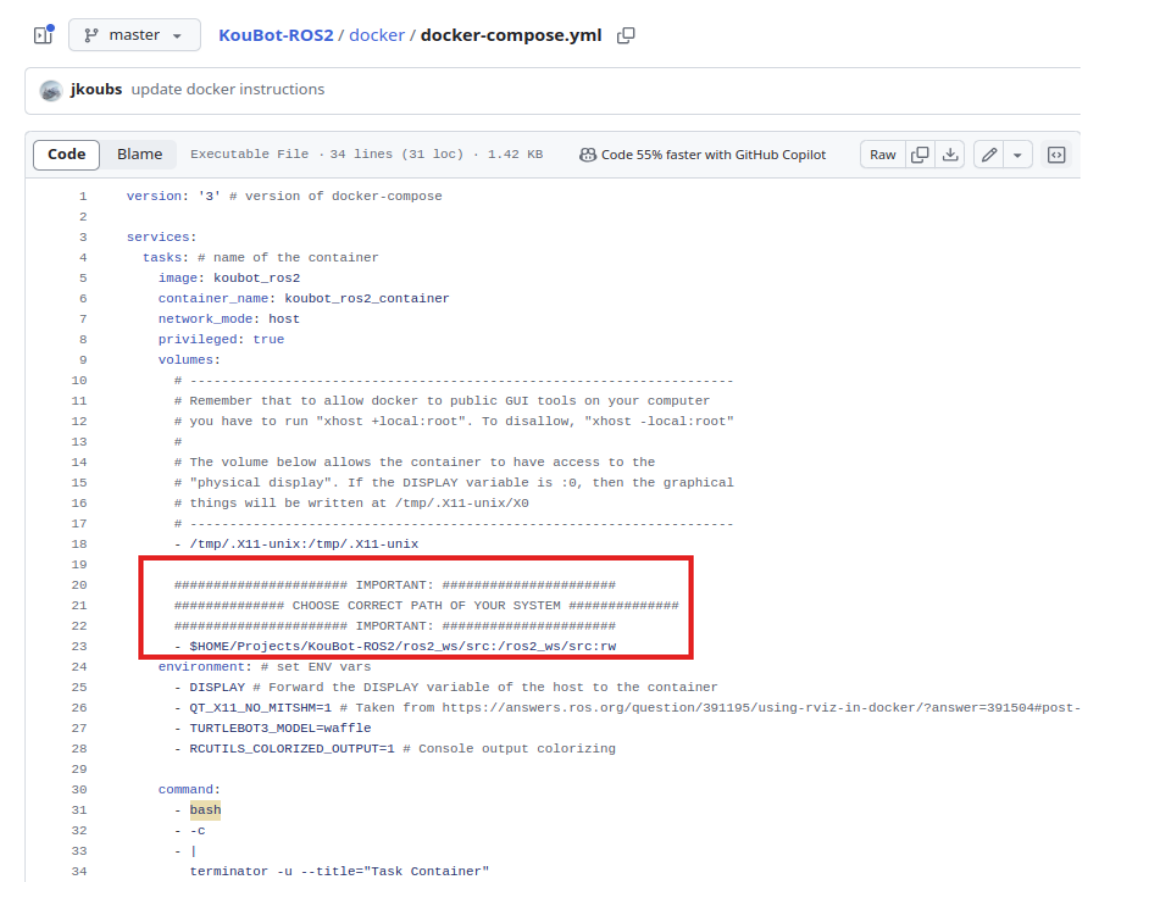 master
KouBot-ROS2 / docker / docker-compose.yml
jkoubs update docker instructions
Code Blame Executable File · 34 lines (31 loc) · 1.42 KB Code 55% faster with GitHub Copilot Raw
1 version: '3' # version of docker-compose
2
3 services:
4 tasks: # name of the container
5 image: koubot_ros2
6 container_name: koubot_ros2_container
7 network_mode: host
8 privileged: true
9 volumes:
10 # ---------------------------------------------------------------------
11 # Remember that to allow docker to public GUI tools on your computer
12 # you have to run "xhost +local:root". To disallow, "xhost -local:root"
13 #
14 # The volume below allows the container to have access to the
15 # "physical display". If the DISPLAY variable is :0, then the graphical
16 # things will be written at /tmp/.X11-unix/X0
17 # ---------------------------------------------------------------------
18 - /tmp/.X11-unix:/tmp/.X11-unix
19
20 ###################### IMPORTANT: ######################
21 ############## CHOOSE CORRECT PATH OF YOUR SYSTEM ##############
22 ###################### IMPORTANT: ######################
23 - $HOME/Projects/KouBot-ROS2/ros2_ws/src:/ros2_ws/src:rw
24 environment: # set ENV vars
25 - DISPLAY # Forward the DISPLAY variable of the host to the container
26 - QT_X11_NO_MITSHM=1 # Taken from https://answers.ros.org/question/391195/using-rviz-in-docker/?answer=391504#post-
27 - TURTLEBOT3_MODEL=waffle
28 - RCUTILS_COLORIZED_OUTPUT=1 # Console output colorizing
29
30 command:
31 - bash
32 - -c
33 - |
34 terminator -u --title="Task Container"